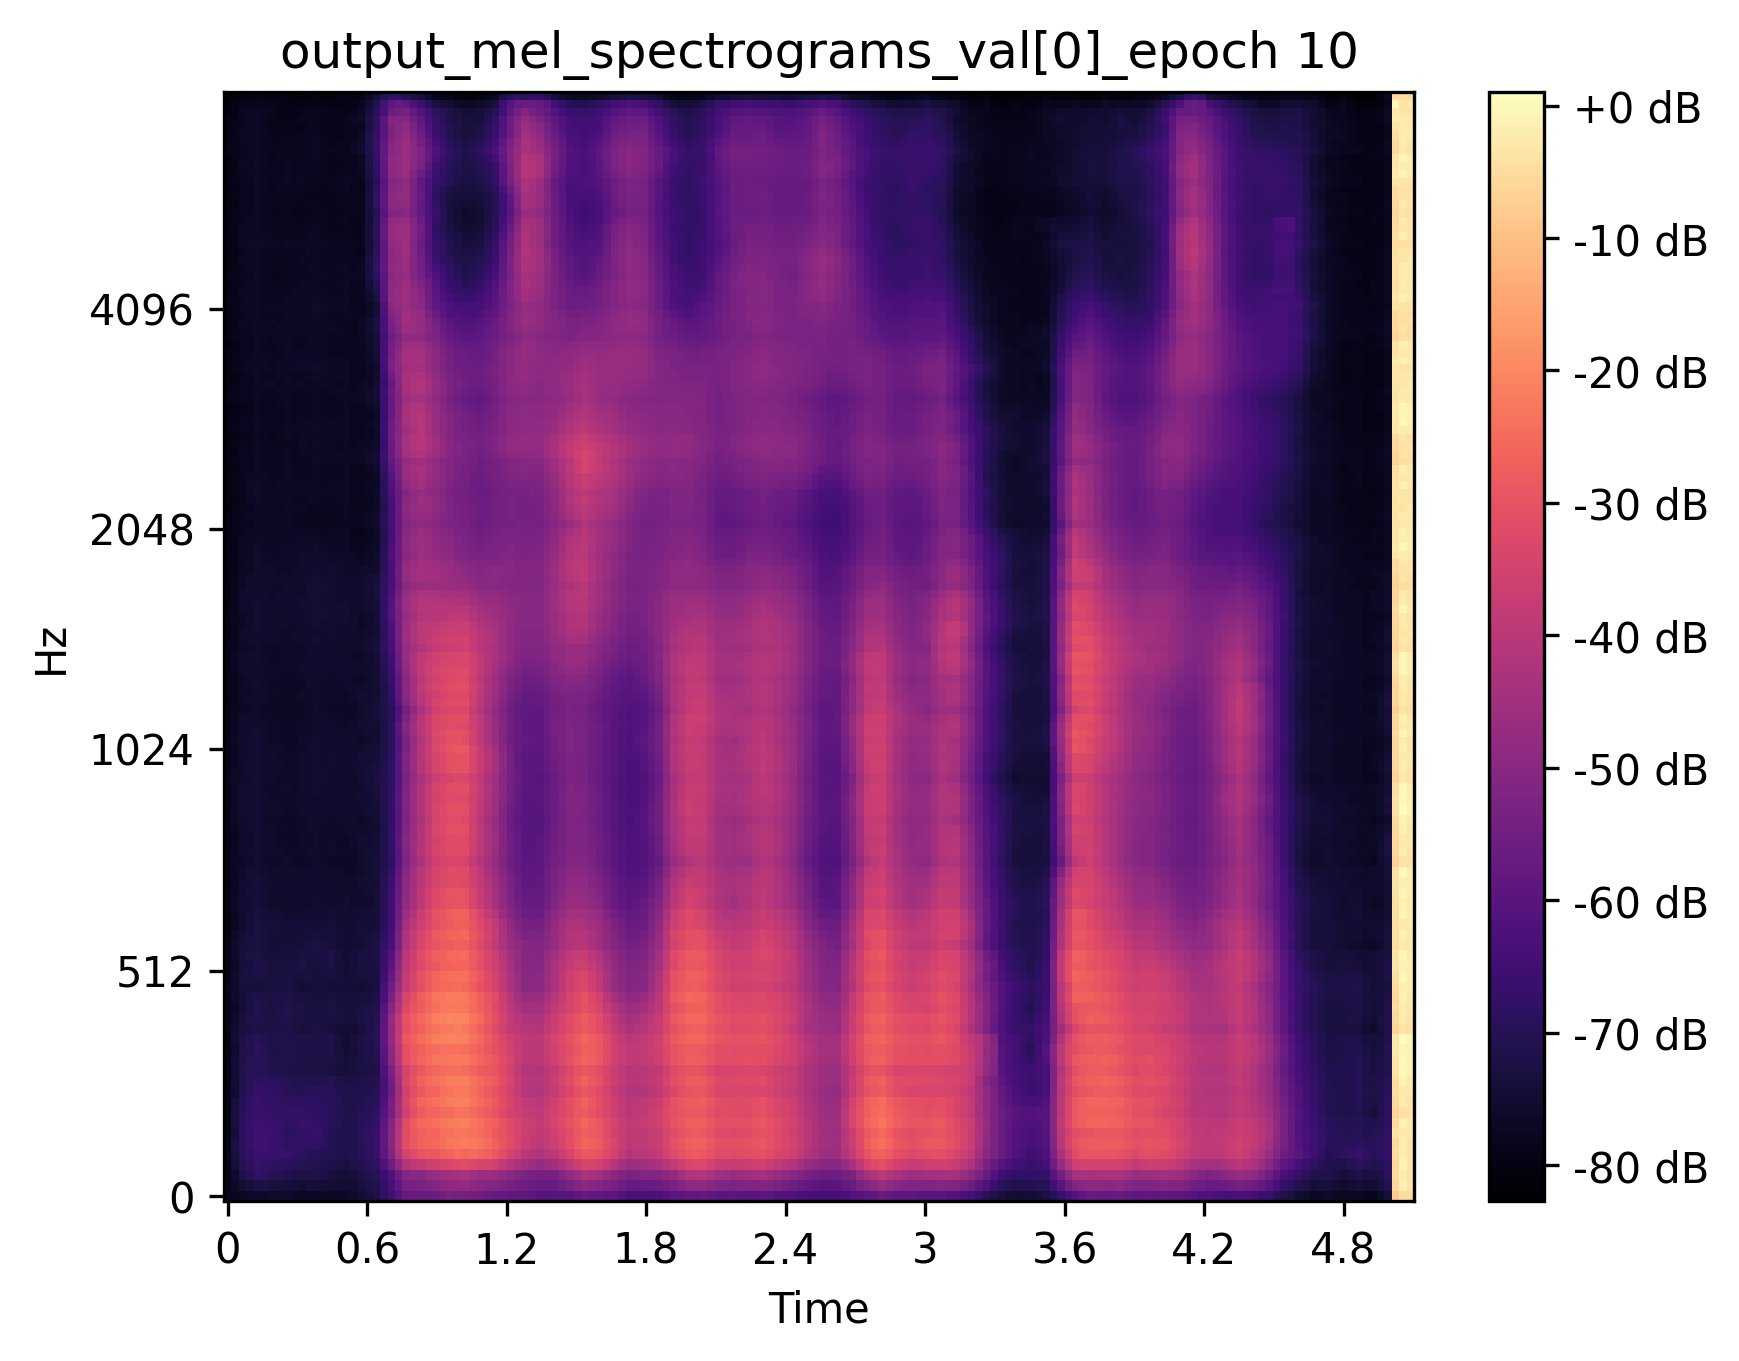 output_mel_spectrograms_val[0]_epoch 10
+0 dB
-10 dB
-20 dB
-30 dB
-40 dB
-50 dB
-60 dB
-70 dB
-80 dB
4096
2048
1024
512
0
Hz
0 0.6 1.2 1.8 2.4 3 3.6 4.2 4.8
Time